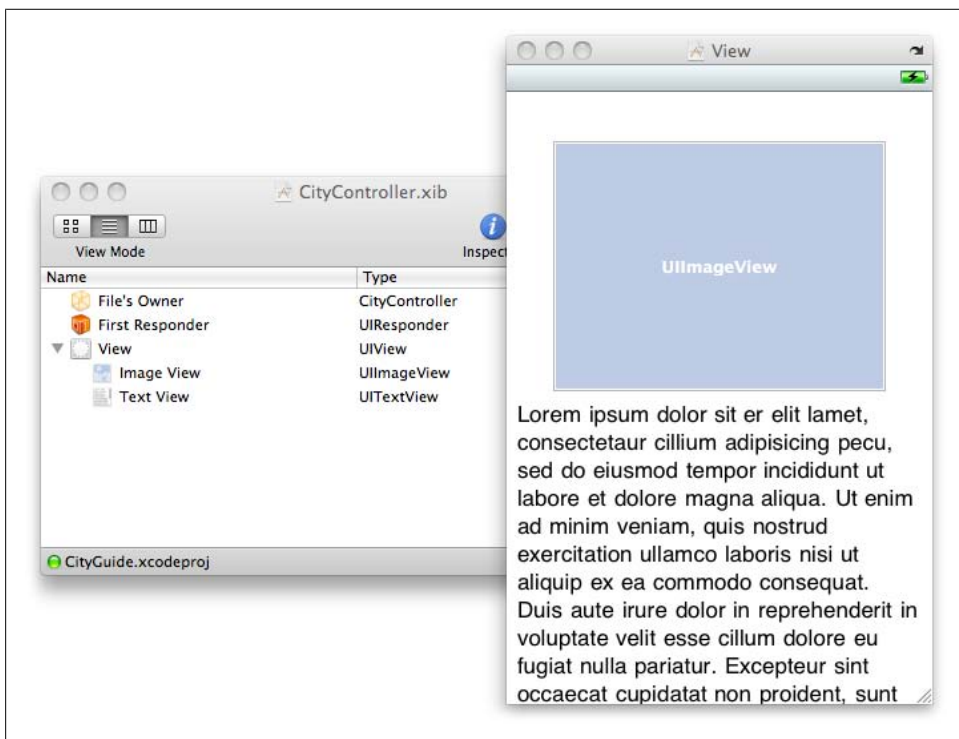 CityController.xib
View Mode
Inspect
Name Type
File's Owner CityController
First Responder UIResponder
View UIView
Image View UIImageView
Text View UITextView
CityGuide.xcodeproj
View
UIImageView
Lorem ipsum dolor sit er elit lamet,
consectetaur cillium adipisicing pecu,
sed do eiusmod tempor incididunt ut
labore et dolore magna aliqua. Ut enim
ad minim veniam, quis nostrud
exercitation ullamco laboris nisi ut
aliquip ex ea commodo consequat.
Duis aute irure dolor in reprehenderit in
voluptate velit esse cillum dolore eu
fugiat nulla pariatur. Excepteur sint
occaecat cupidatat non proident, sunt